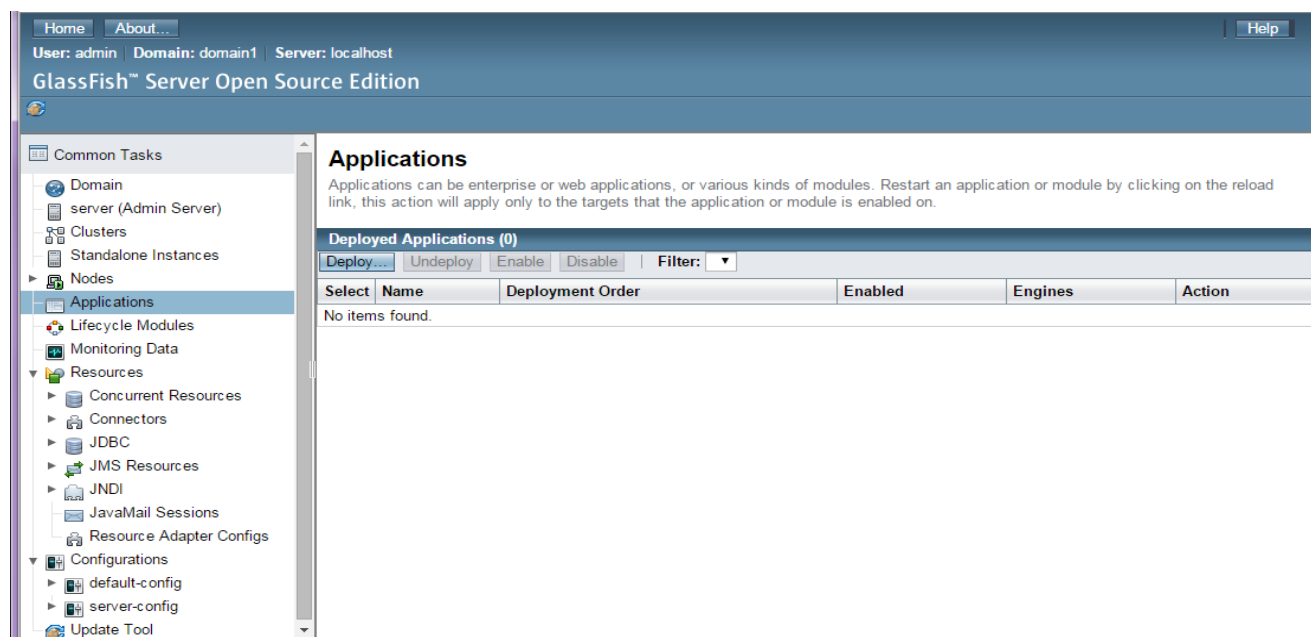 Home About... Help
User: admin Domain: domain1 Server: localhost
GlassFish™ Server Open Source Edition
Common Tasks
Domain
server (Admin Server)
Clusters
Standalone Instances
Nodes
Applications
Lifecycle Modules
Monitoring Data
Resources
Concurrent Resources
Connectors
JDBC
JMS Resources
JNDI
JavaMail Sessions
Resource Adapter Configs
Configurations
default-config
server-config
Update Tool
Applications
Applications can be enterprise or web applications, or various kinds of modules. Restart an application or module by clicking on the reload
link, this action will apply only to the targets that the application or module is enabled on.
Deployed Applications (0)
Deploy... Undeploy Enable Disable | Filter:
Select Name Deployment Order Enabled Engines Action
No items found.